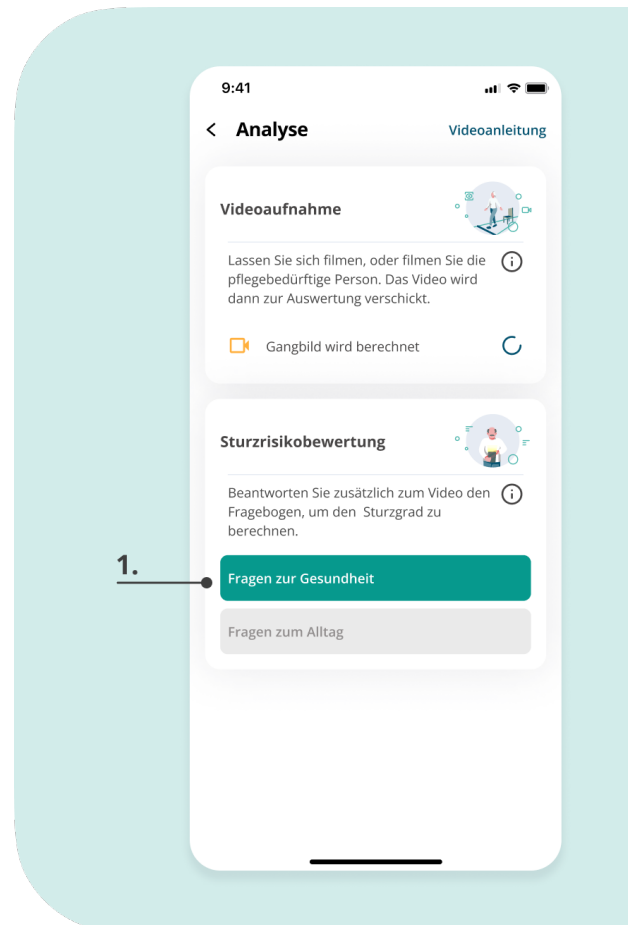 9:41
Analyse
Videoanleitung
Videoaufnahme
Lassen Sie sich filmen, oder filmen Sie die
pflegebedürftige Person. Das Video wird
dann zur Auswertung verschickt.
Gangbild wird berechnet
Sturzrisikobewertung
Beantworten Sie zusätzlich zum Video den
Fragebogen, um den Sturzgrad zu
berechnen.
1.
Fragen zur Gesundheit
Fragen zum Alltag